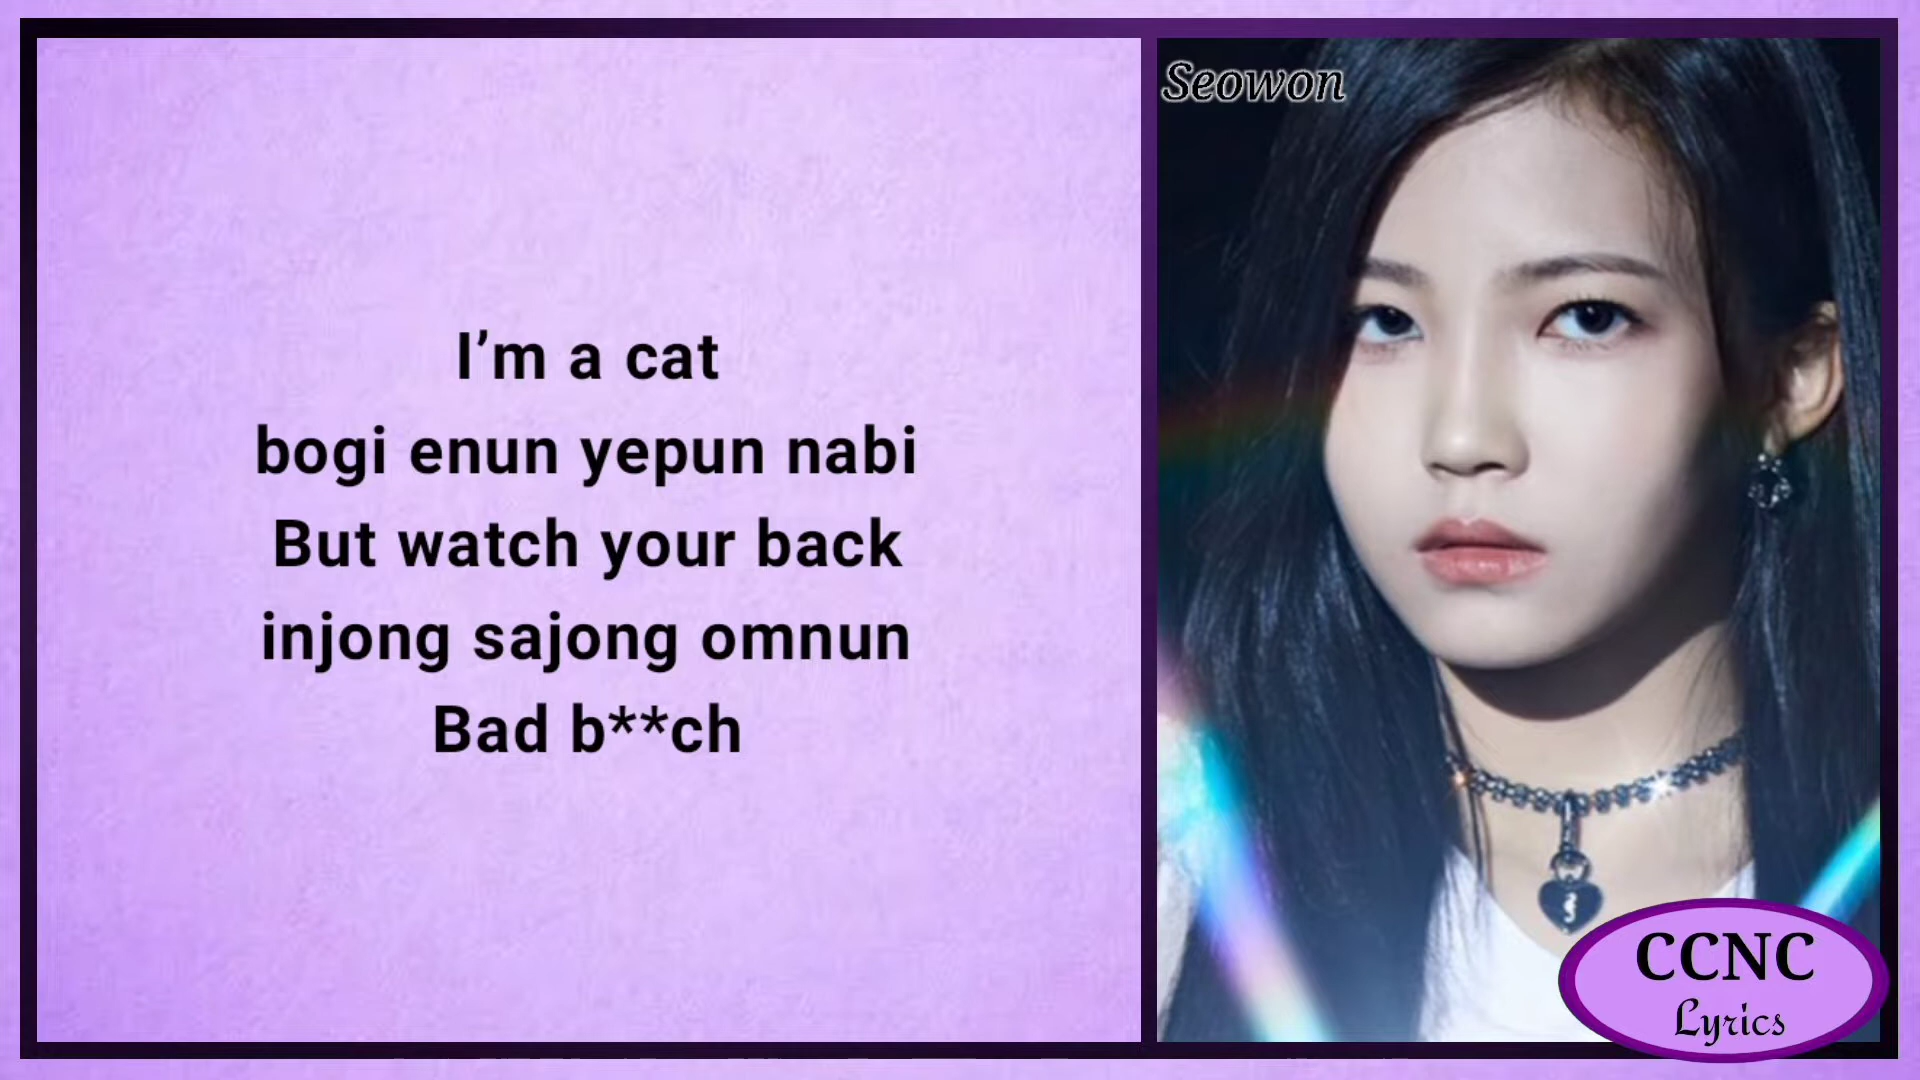 I’m a cat
bogi enun yepun nabi
But watch your back
injong sajong omnun
Bad b**ch
Seowon
CCNC
Lyrics